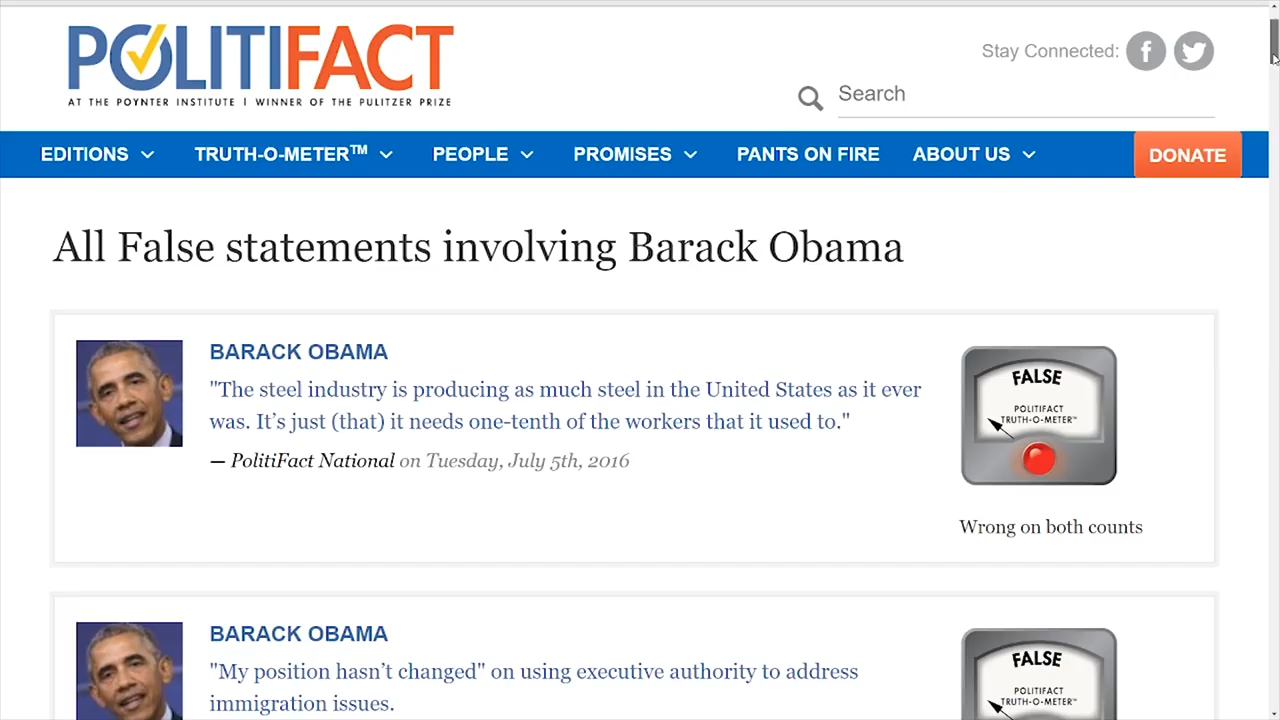 POLITIFACT
AT THE POYNTER INSTITUTE | WINNER OF THE PULITZER PRIZE
Stay Connected:
Search
EDITIONS TRUTH-O-METER™ PEOPLE PROMISES PANTS ON FIRE ABOUT US DONATE
All False statements involving Barack Obama
BARACK OBAMA
"The steel industry is producing as much steel in the United States as it ever
was. It’s just (that) it needs one-tenth of the workers that it used to."
— PolitiFact National on Tuesday, July 5th, 2016
FALSE
POLITIFACT
TRUTH-O-METER™
Wrong on both counts
BARACK OBAMA
"My position hasn’t changed" on using executive authority to address
immigration issues.
FALSE
POLITIFACT
TRUTH-O-METER™